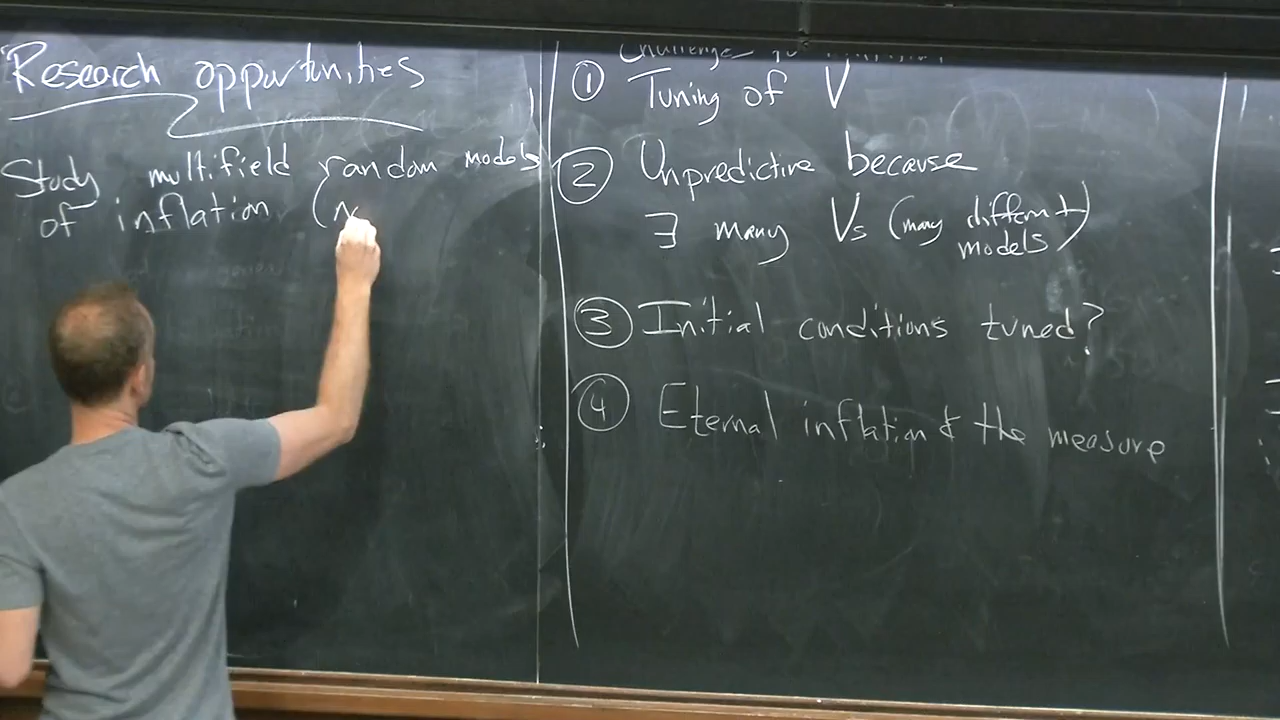 Research opportunities
Study multifield random models
of inflation (
Challenges
① Tuning of V
② Unpredictive because
∃ many Vs (many different
models)
③ Initial conditions tuned?
④ Eternal inflation & the measure